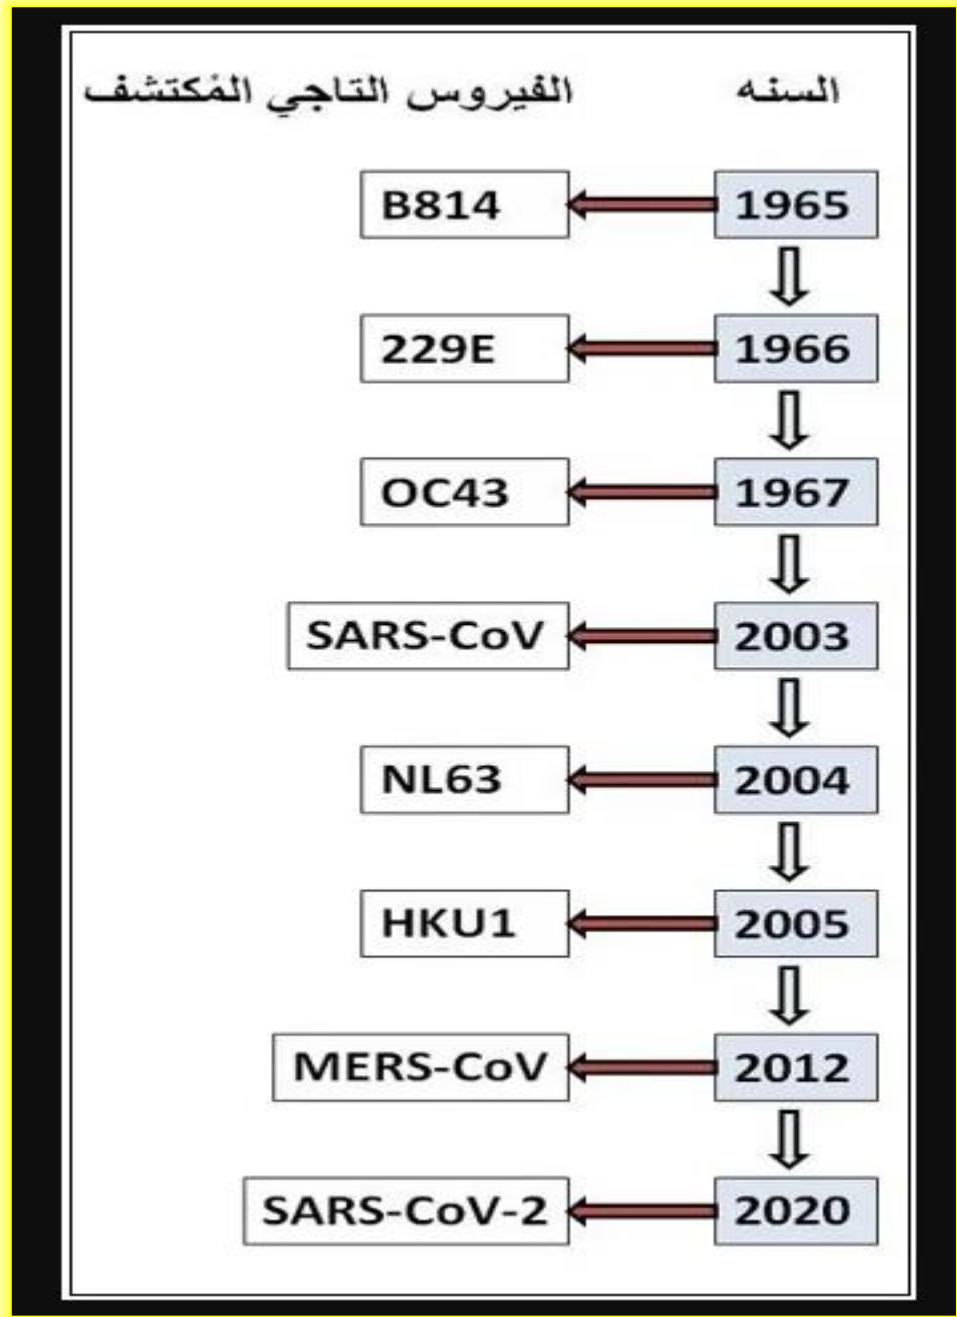 السنه الفيروس التاجي المُكتشف
1965 B814
1966 229E
1967 OC43
2003 SARS-CoV
2004 NL63
2005 HKU1
2012 MERS-CoV
2020 SARS-CoV-2